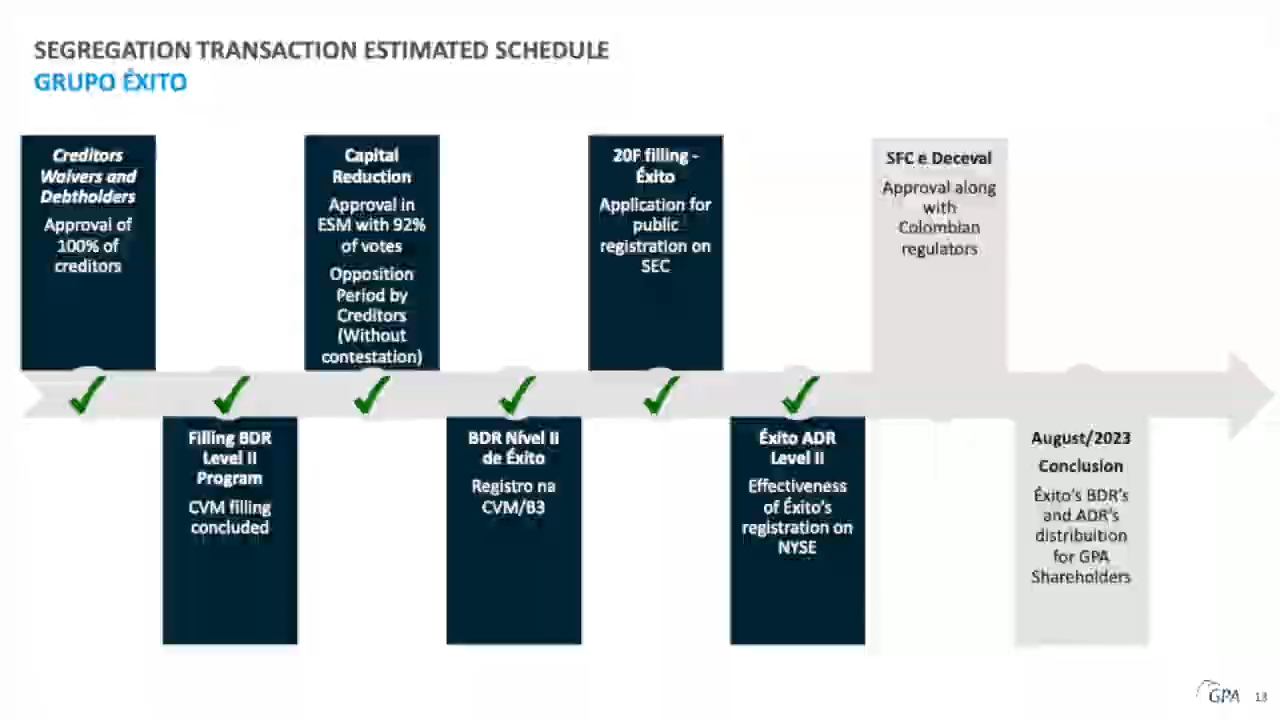 SEGREGATION TRANSACTION ESTIMATED SCHEDULE
GRUPO ÉXITO
Creditors
Waivers and
Debtholders
Approval of
100% of
creditors
Filling BDR
Level II
Program
CVM filling
concluded
Capital
Reduction
Approval in
ESM with 92%
of votes
Opposition
Period by
Creditors
(Without
contestation)
BDR Nível II
de Éxito
Registro na
CVM/B3
20F filling -
Éxito
Application for
public
registration on
SEC
Éxito ADR
Level II
Effectiveness
of Éxito's
registration on
NYSE
SFC e Deceval
Approval along
with
Colombian
regulators
August/2023
Conclusion
Éxito's BDR's
and ADR's
distribuition
for GPA
Shareholders
GPA
13